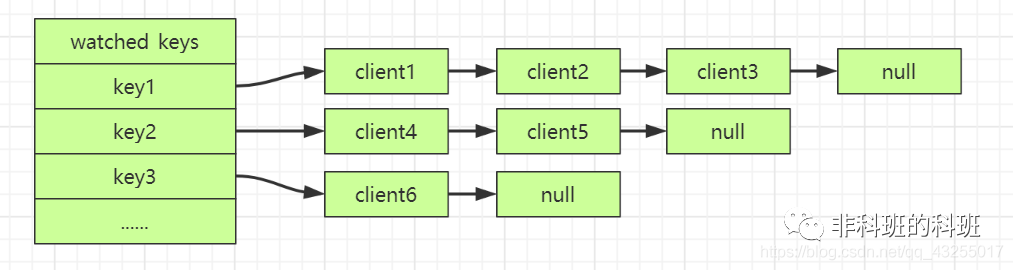 watched keys
key1
client1
client2
client3
null
key2
client4
client5
null
key3
client6
null
......
非科班的科班
https://blog.csdn.net/qq_43255017